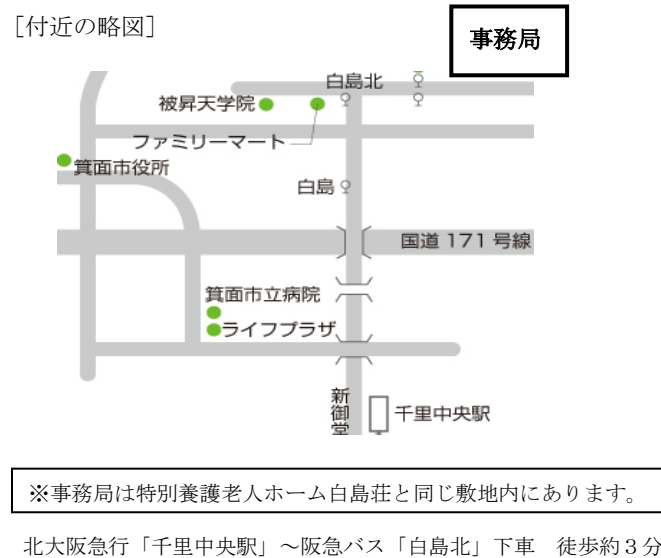 [付近の略図]
事務局
白島北
被昇天学院
ファミリーマート
箕面市役所
白島
国道 171 号線
箕面市立病院
ライフプラザ
新御堂
千里中央駅
※事務局は特別養護老人ホーム白島荘と同じ敷地内にあります。
北大阪急行「千里中央駅」～阪急バス「白島北」下車　徒歩約３分